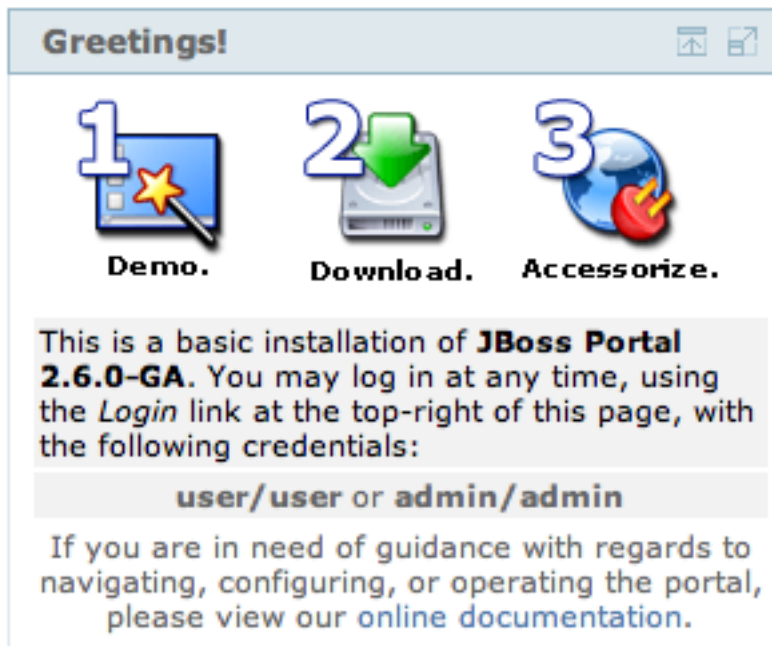 Greetings!
1 2 3
Demo. Download. Accessorize.
This is a basic installation of JBoss Portal
2.6.0-GA. You may log in at any time, using
the Login link at the top-right of this page, with
the following credentials:
user/user or admin/admin
If you are in need of guidance with regards to
navigating, configuring, or operating the portal,
please view our online documentation.